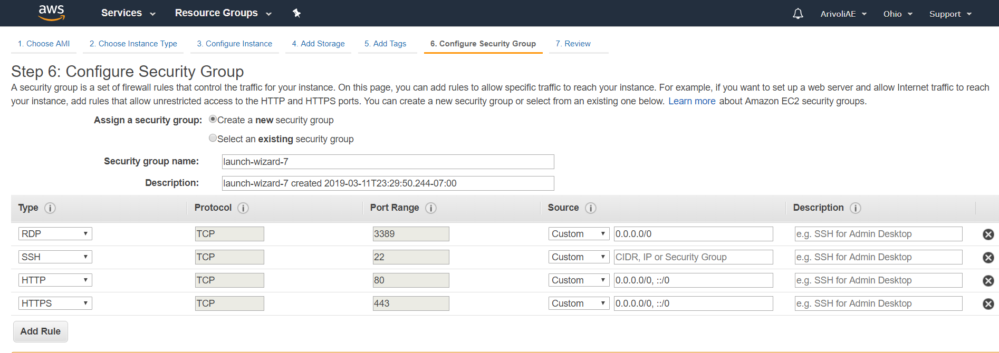 aws Services Resource Groups ArivoliAE Ohio Support
1. Choose AMI 2. Choose Instance Type 3. Configure Instance 4. Add Storage 5. Add Tags 6. Configure Security Group 7. Review
Step 6: Configure Security Group
A security group is a set of firewall rules that control the traffic for your instance. On this page, you can add rules to allow specific traffic to reach your instance. For example, if you want to set up a web server and allow Internet traffic to reach
your instance, add rules that allow unrestricted access to the HTTP and HTTPS ports. You can create a new security group or select from an existing one below. Learn more about Amazon EC2 security groups.
Assign a security group: Create a new security group
Select an existing security group
Security group name: launch-wizard-7
Description: launch-wizard-7 created 2019-03-11T23:29:50.244-07:00
Type i Protocol i Port Range i Source i Description i
RDP TCP 3389 Custom 0.0.0.0/0 e.g. SSH for Admin Desktop
SSH TCP 22 Custom CIDR, IP or Security Group e.g. SSH for Admin Desktop
HTTP TCP 80 Custom 0.0.0.0/0, ::/0 e.g. SSH for Admin Desktop
HTTPS TCP 443 Custom 0.0.0.0/0, ::/0 e.g. SSH for Admin Desktop
Add Rule